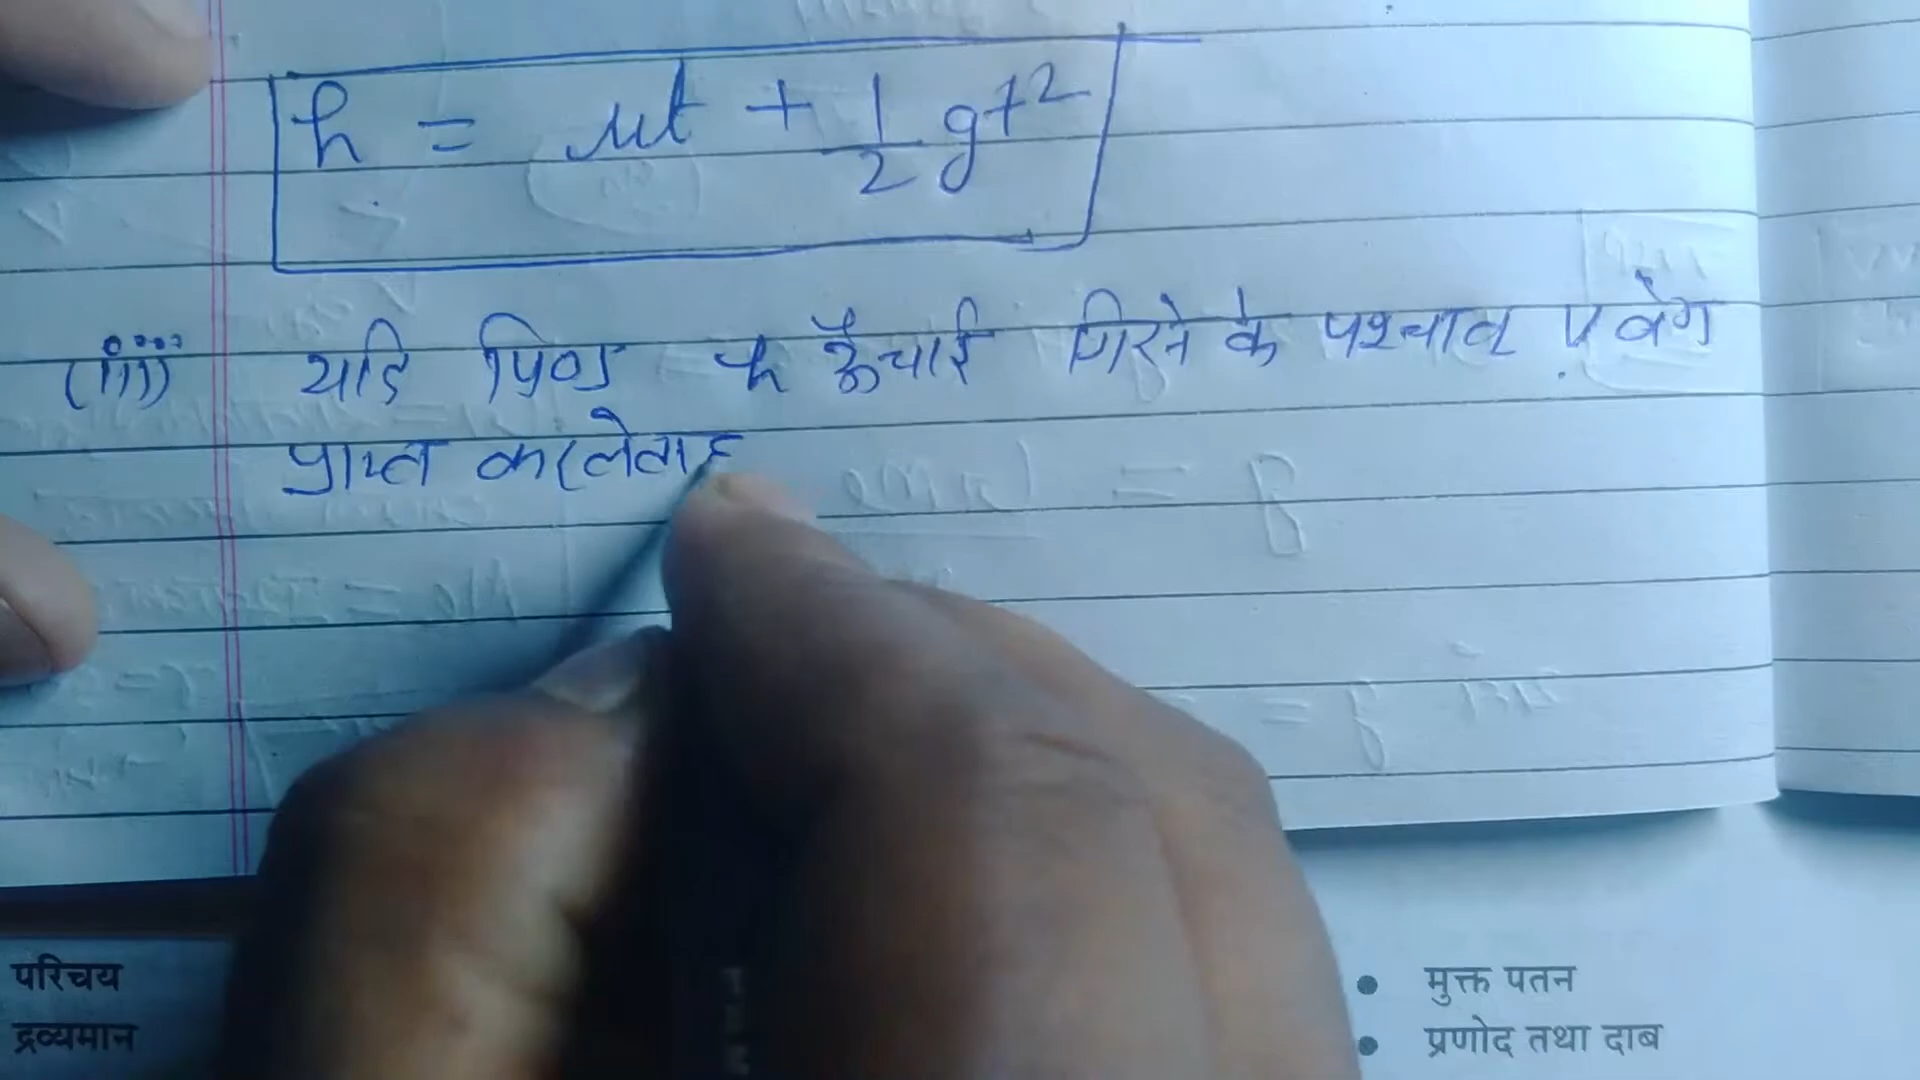 h = ut + 1/2 gt²
(iii) यदि पिण्ड h ऊँचाई गिरने के पश्चात v वेग
प्राप्त कर लेता ह
परिचय
द्रव्यमान
• मुक्त पतन
• प्रणोद तथा दाब